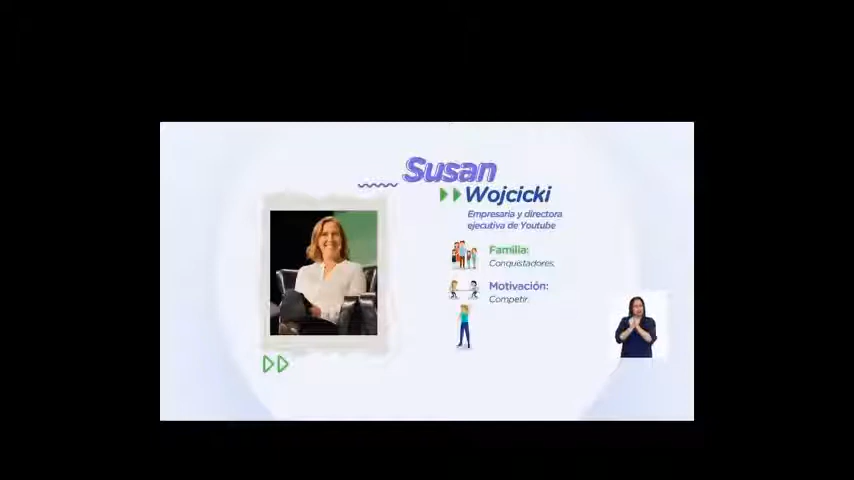 Susan
Wojcicki
Empresaria y directora
ejecutiva de Youtube
Familia:
Conquistadores.
Motivación:
Competir.